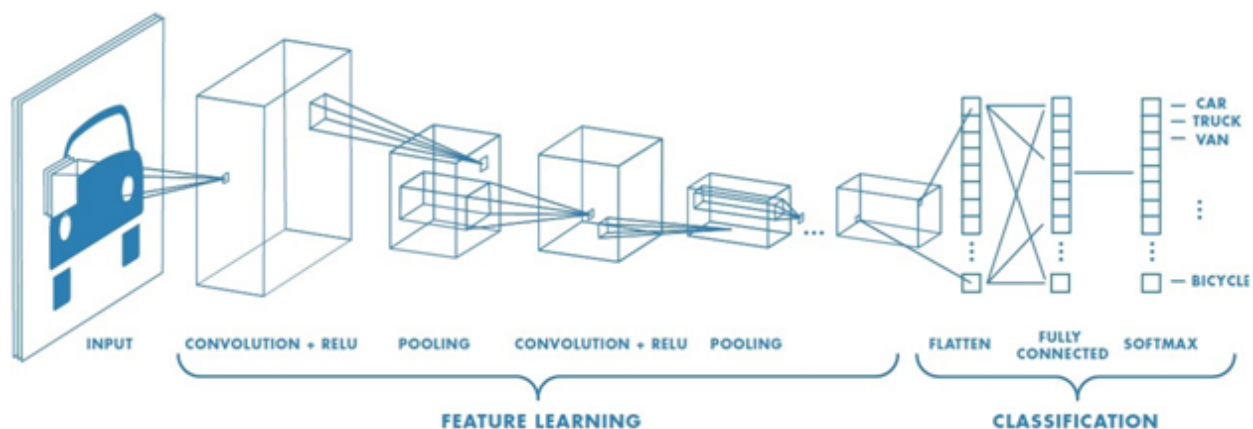 CAR
TRUCK
VAN
BICYCLE
INPUT
CONVOLUTION + RELU
POOLING
CONVOLUTION + RELU
POOLING
FLATTEN
FULLY
CONNECTED
SOFTMAX
FEATURE LEARNING
CLASSIFICATION